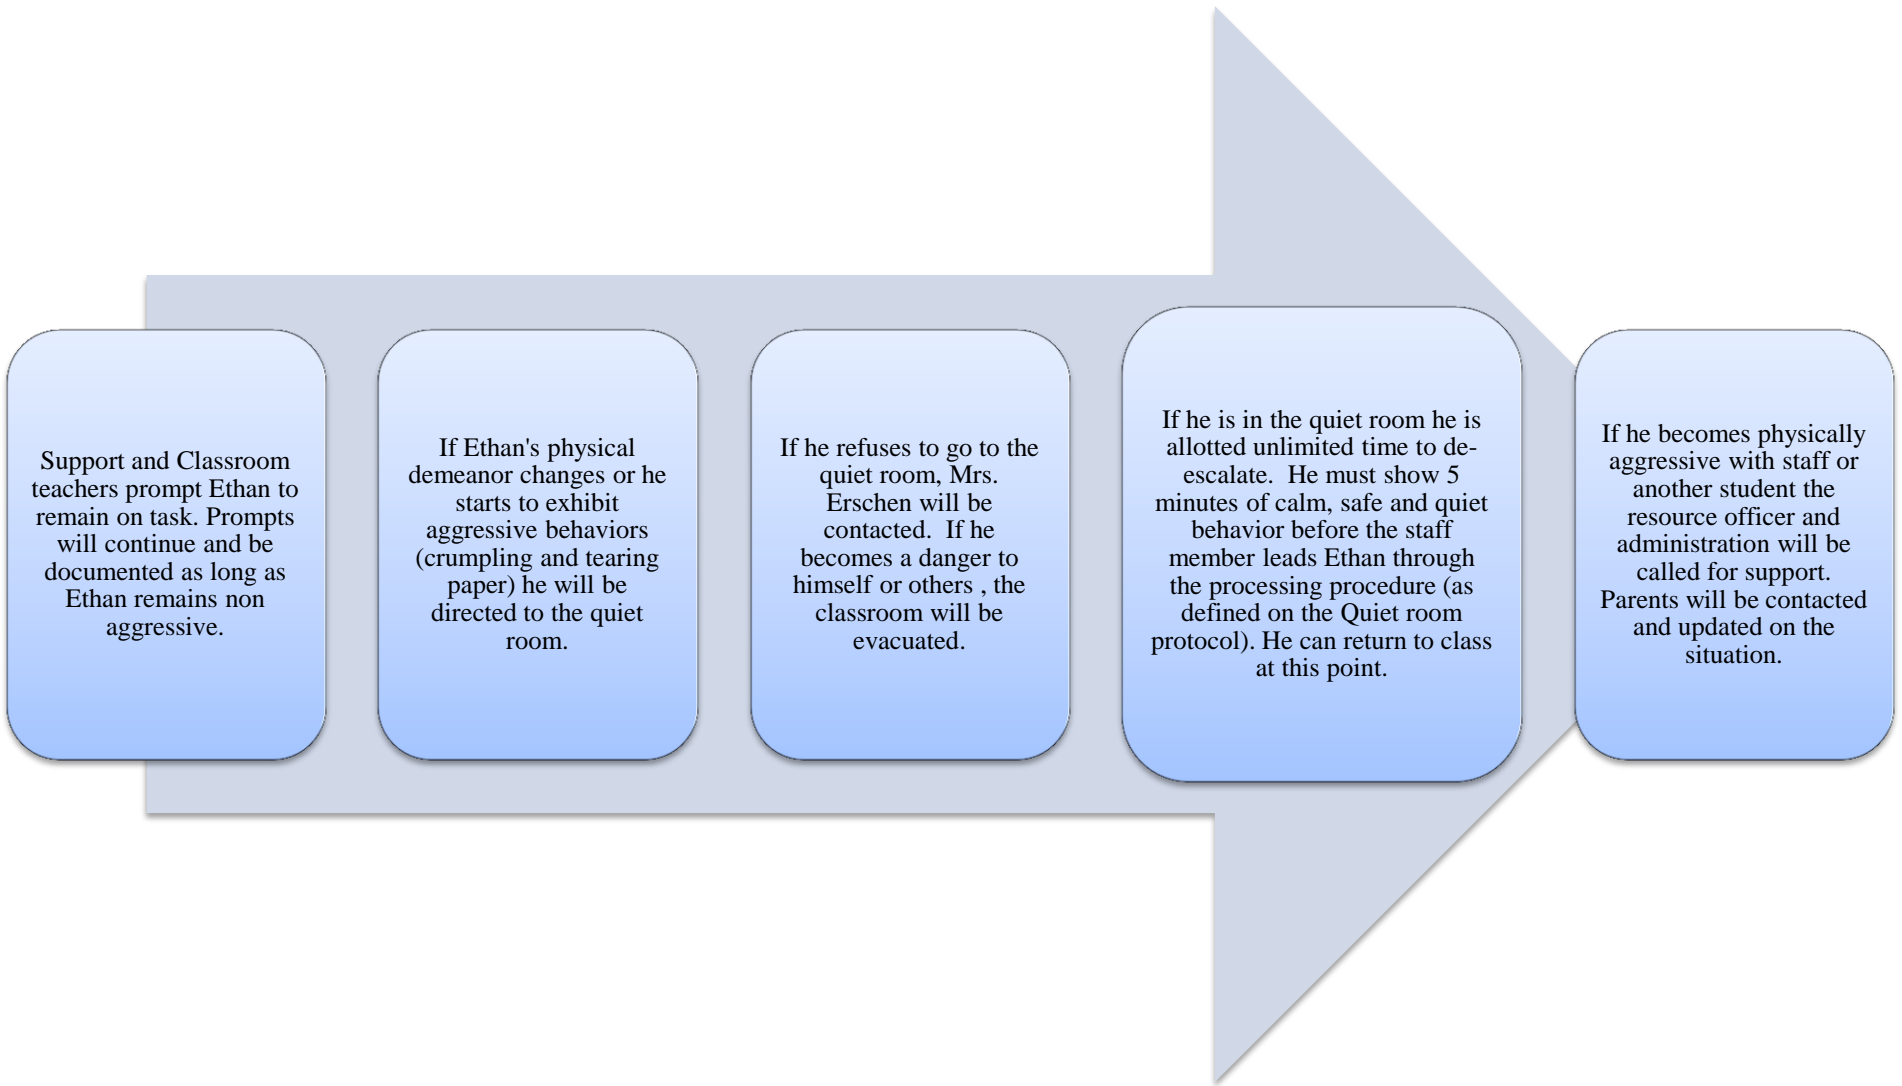 Support and Classroom
teachers prompt Ethan to
remain on task. Prompts
will continue and be
documented as long as
Ethan remains non
aggressive.
If Ethan's physical
demeanor changes or he
starts to exhibit
aggressive behaviors
(crumpling and tearing
paper) he will be
directed to the quiet
room.
If he refuses to go to the
quiet room, Mrs.
Erschen will be
contacted.  If he
becomes a danger to
himself or others , the
classroom will be
evacuated.
If he is in the quiet room he is
allotted unlimited time to de-
escalate.  He must show 5
minutes of calm, safe and quiet
behavior before the staff
member leads Ethan through
the processing procedure (as
defined on the Quiet room
protocol). He can return to class
at this point.
If he becomes physically
aggressive with staff or
another student the
resource officer and
administration will be
called for support.
Parents will be contacted
and updated on the
situation.